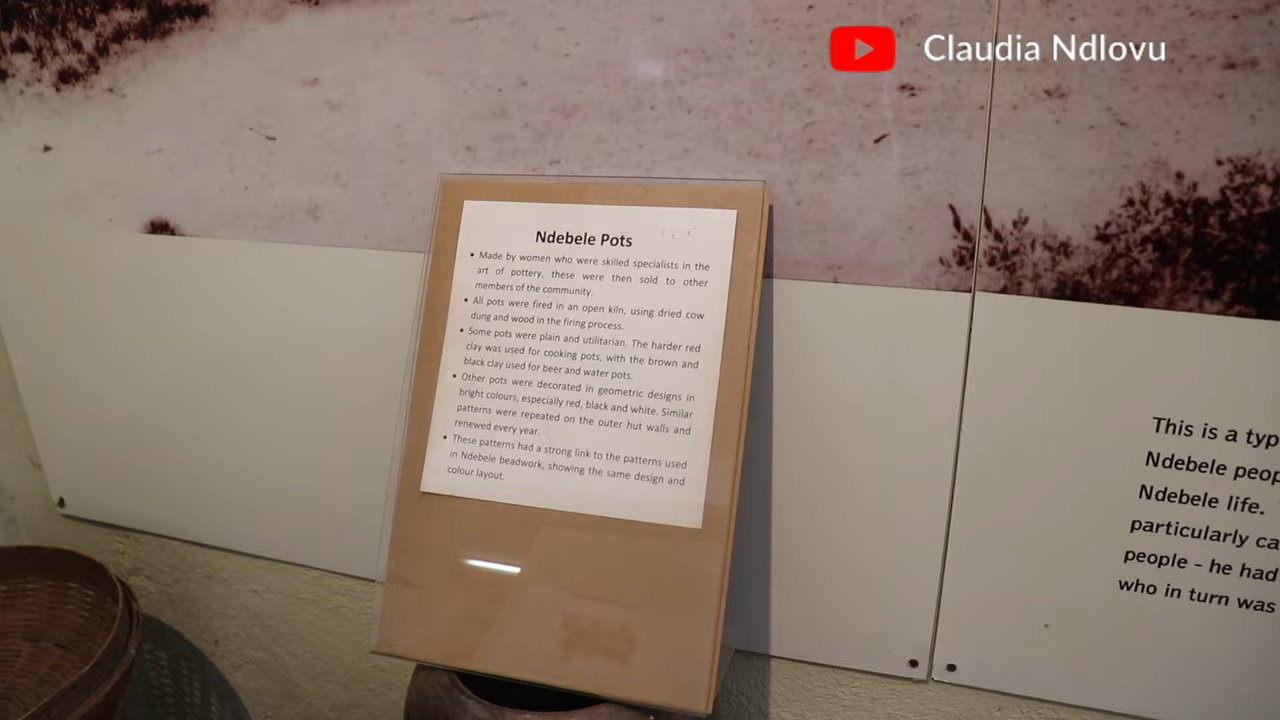 Claudia Ndlovu
Ndebele Pots
• Made by women who were skilled specialists in the
art of pottery, these were then sold to other
members of the community.
• All pots were fired in an open kiln, using dried cow
dung and wood in the firing process.
• Some pots were plain and utilitarian. The harder red
clay was used for cooking pots, with the brown and
black clay used for beer and water pots.
• Other pots were decorated in geometric designs in
bright colours, especially red, black and white. Similar
patterns were repeated on the outer hut walls and
renewed every year.
• These patterns had a strong link to the patterns used
in Ndebele beadwork, showing the same design and
colour layout.
This is a typ
Ndebele peop
Ndebele life.
particularly ca
people - he had
who in turn was